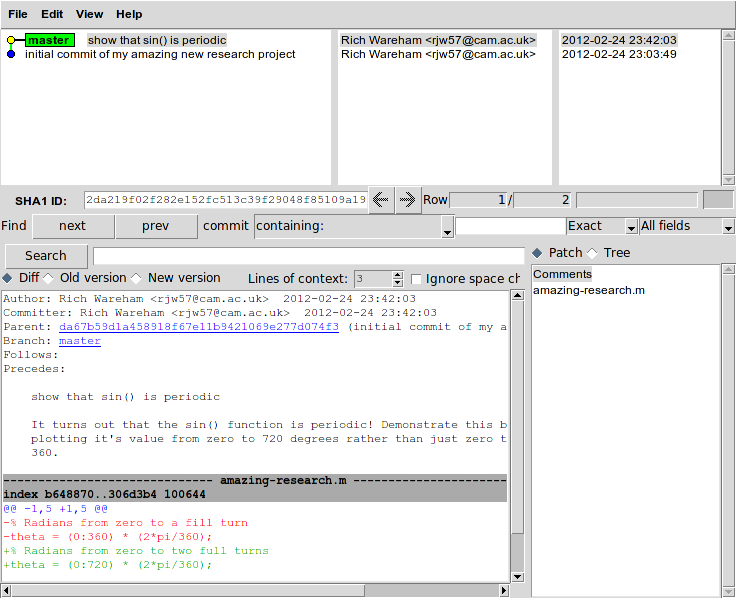 File Edit View Help
master show that sin() is periodic Rich Wareham <rjw57@cam.ac.uk> 2012-02-24 23:42:03
initial commit of my amazing new research project Rich Wareham <rjw57@cam.ac.uk> 2012-02-24 23:03:49
SHA1 ID: 2da219f02f282e152fc513c39f29048f85109a19 Row 1 / 2
Find next prev commit containing: Exact All fields
Search Patch Tree
Diff Old version New version Lines of context: 3 Ignore space ch
Comments
amazing-research.m
Author: Rich Wareham <rjw57@cam.ac.uk> 2012-02-24 23:42:03
Committer: Rich Wareham <rjw57@cam.ac.uk> 2012-02-24 23:42:03
Parent: da67b59d1a458918f67e11b9421069e277d074f3 (initial commit of my a
Branch: master
Follows:
Precedes:
show that sin() is periodic
It turns out that the sin() function is periodic! Demonstrate this b
plotting it's value from zero to 720 degrees rather than just zero t
360.
------------------------------ amazing-research.m ----------------------
index b648870..306d3b4 100644
@@ -1,5 +1,5 @@
-% Radians from zero to a fill turn
-theta = (0:360) * (2*pi/360);
+% Radians from zero to two full turns
+theta = (0:720) * (2*pi/360);